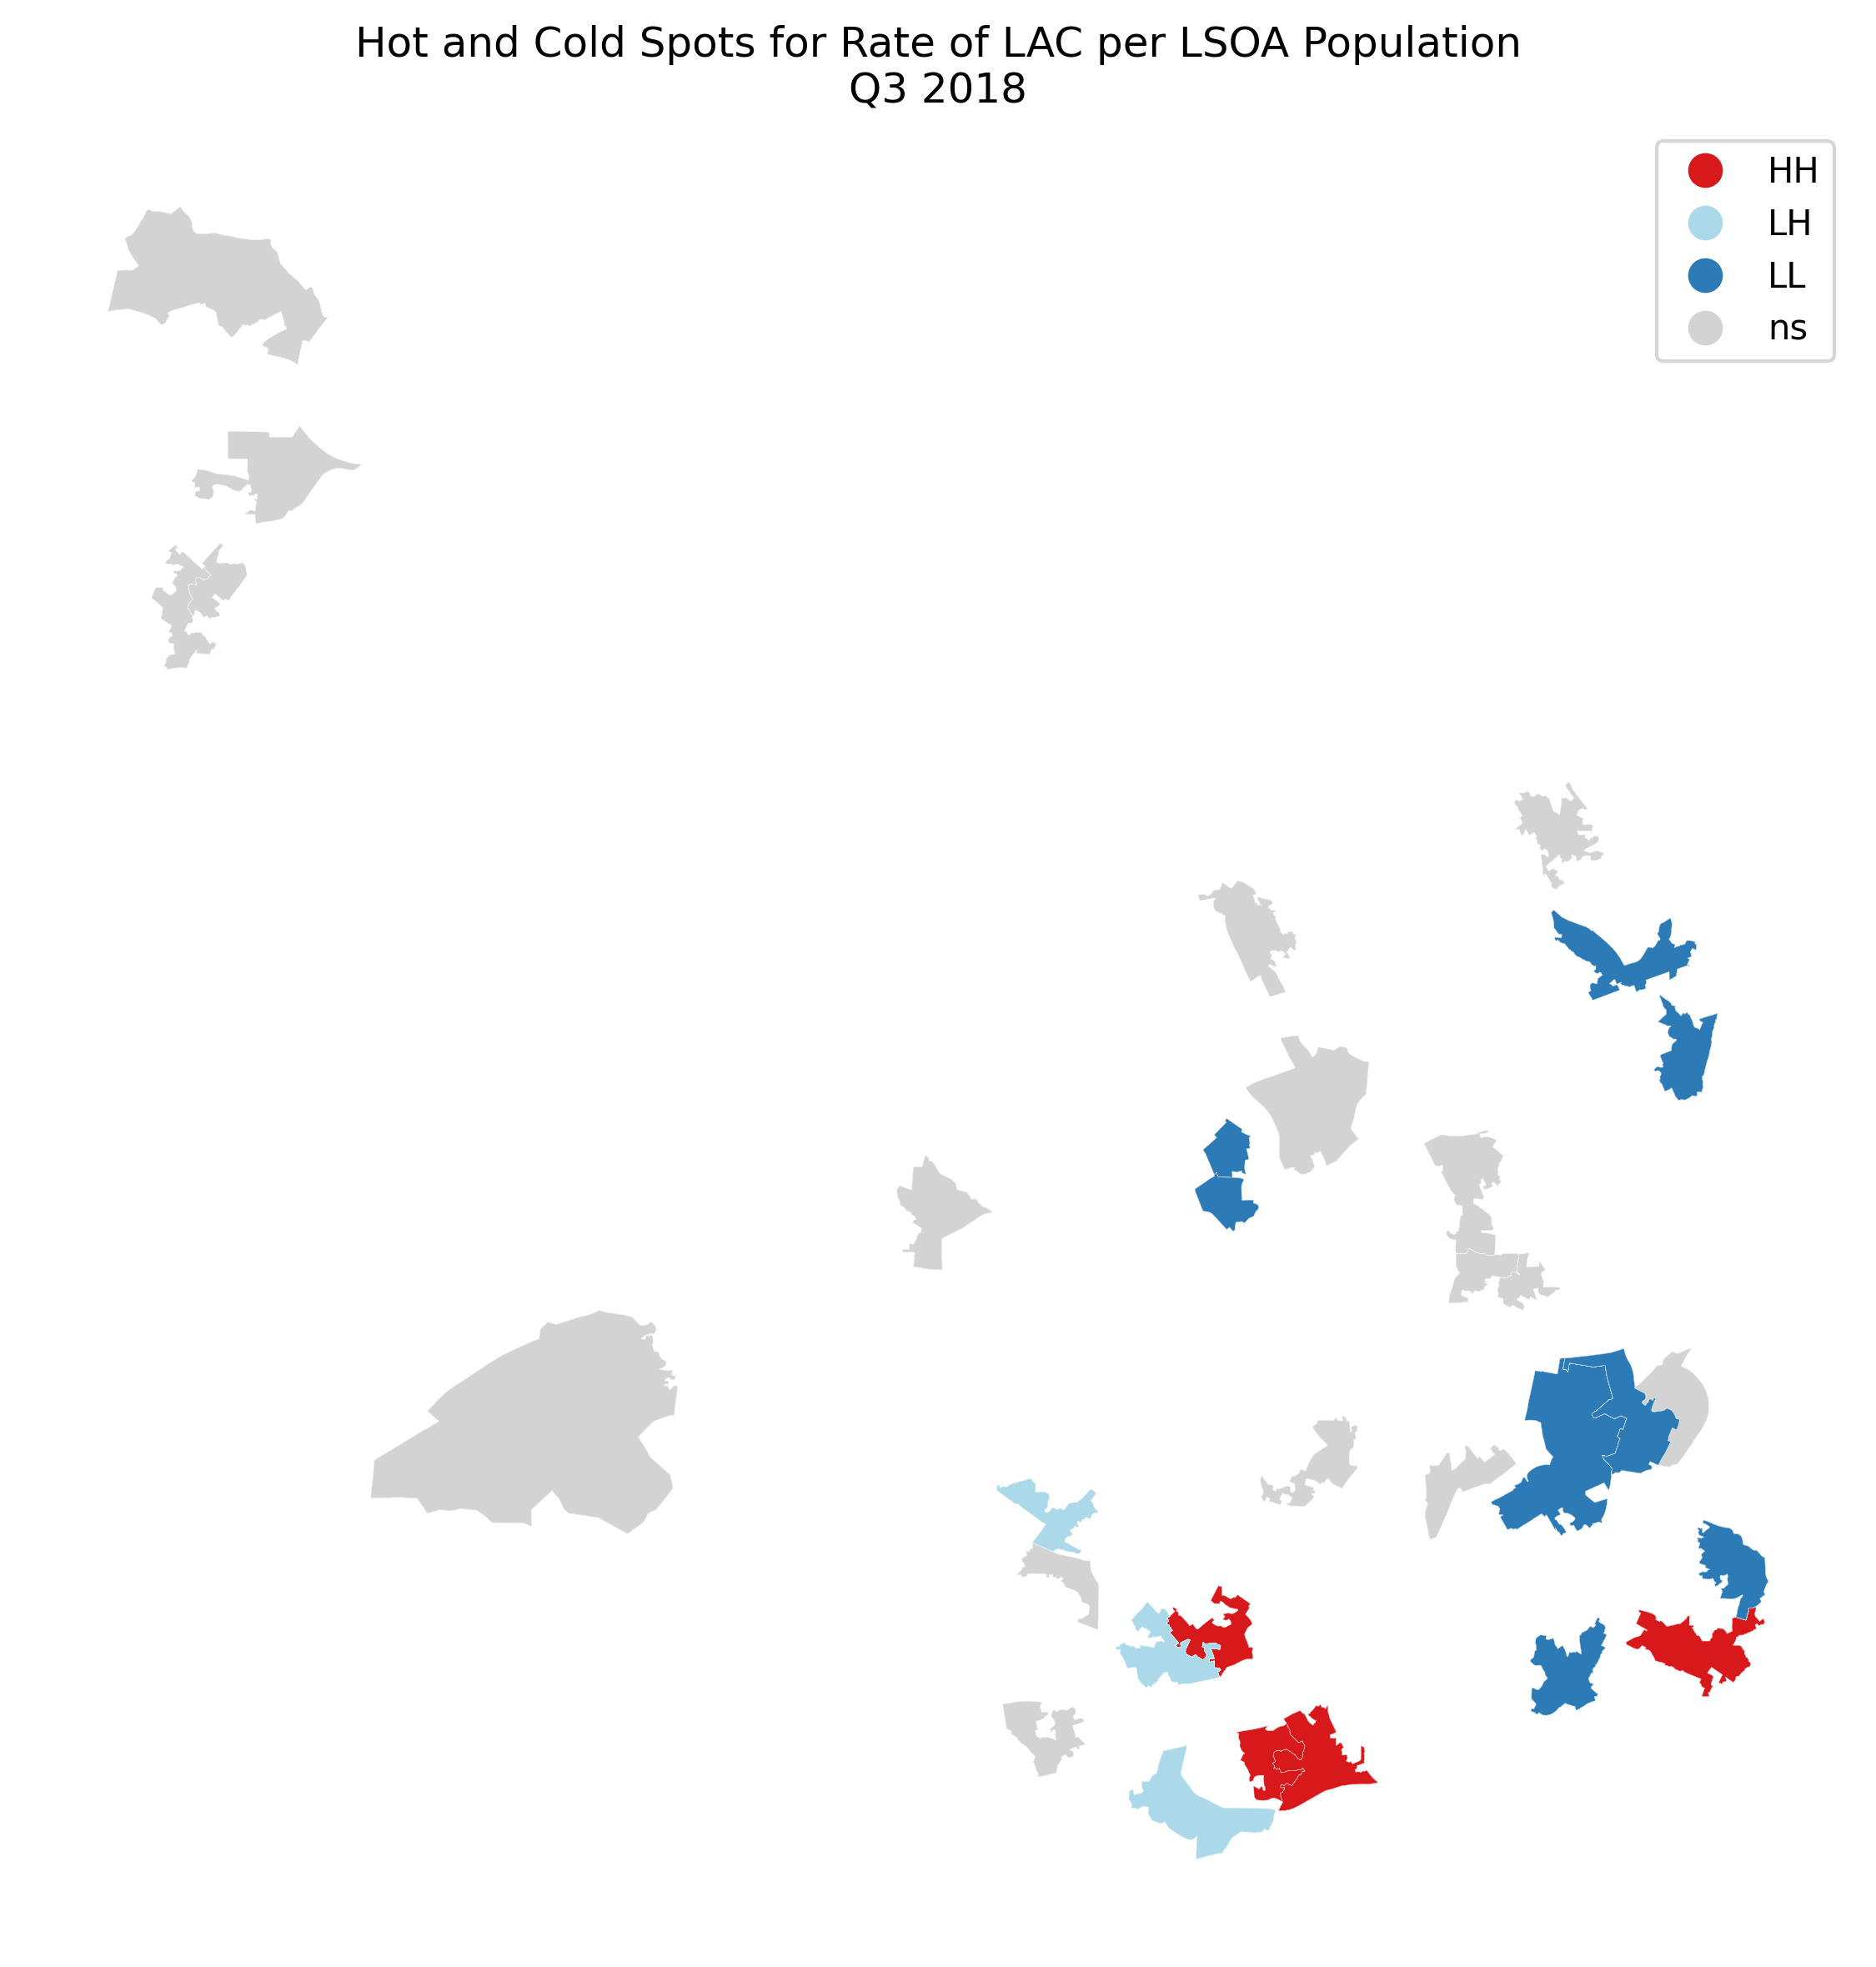 Hot and Cold Spots for Rate of LAC per LSOA Population
Q3 2018
HH
LH
LL
ns